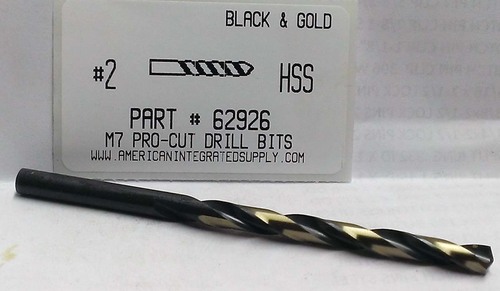 BLACK & GOLD
#2
HSS
PART # 62926
M7 PRO-CUT DRILL BITS
WWW.AMERICANINTEGRATEDSUPPLY.COM